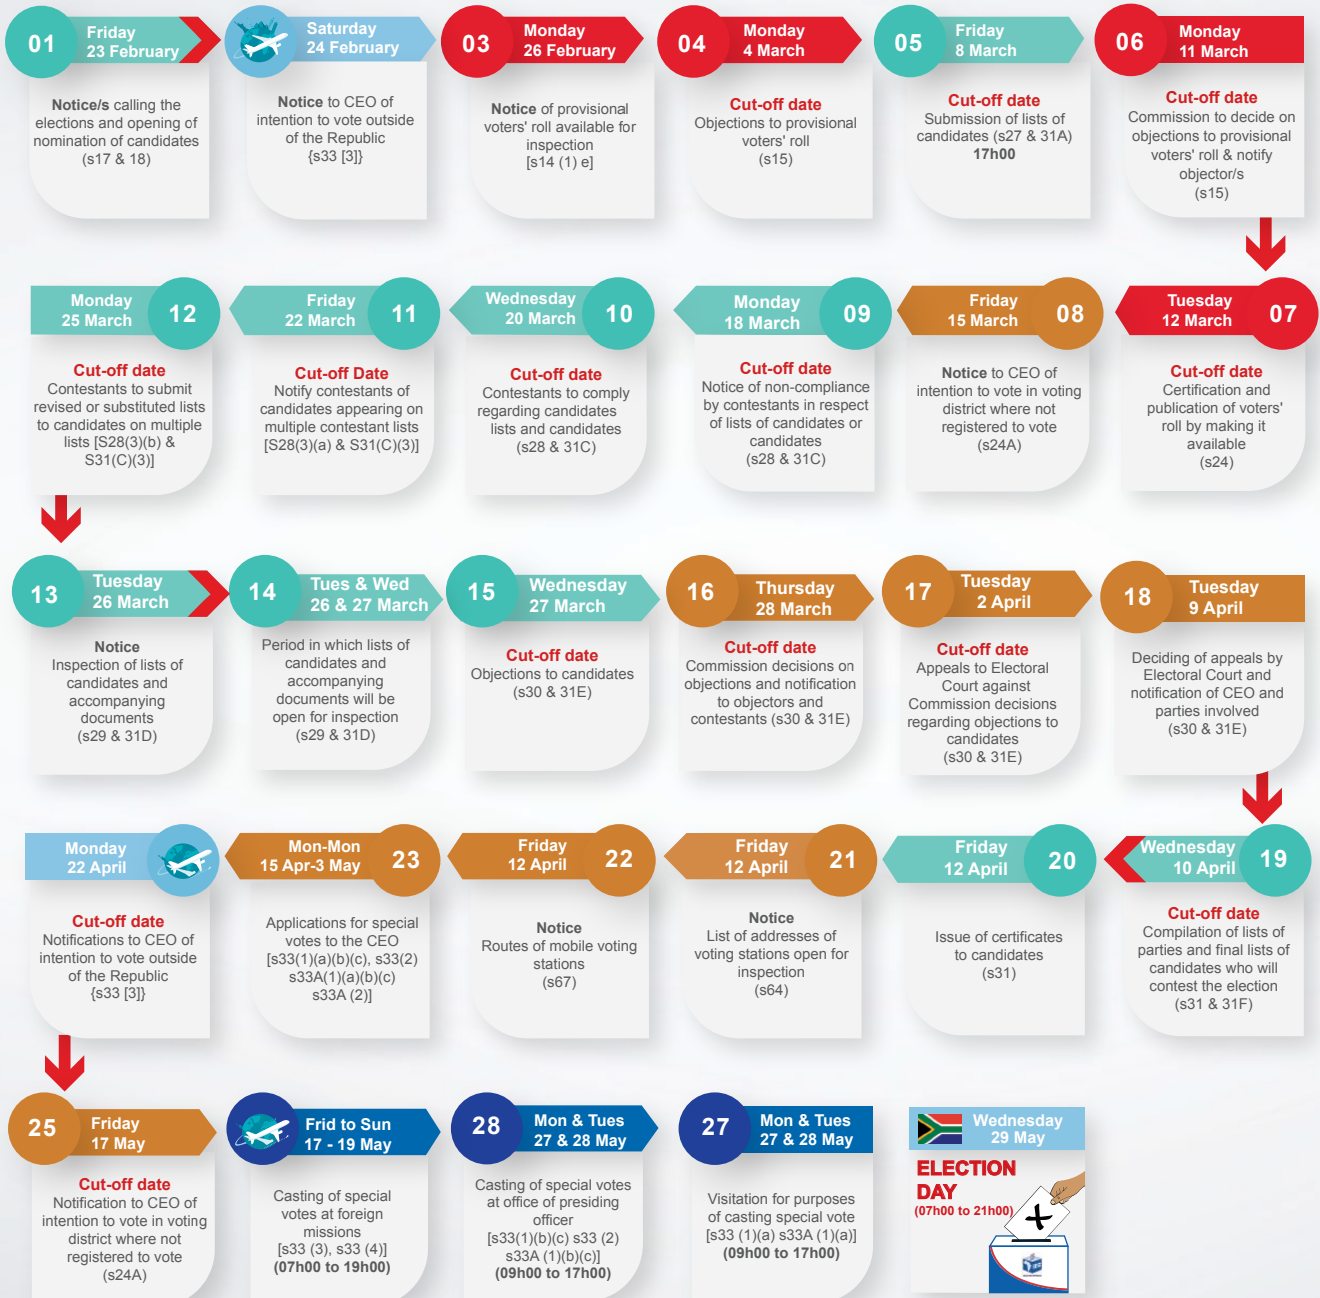 01
Friday
23 February
Notice/s calling the
elections and opening of
nomination of candidates
(s17 & 18)
Saturday
24 February
Notice to CEO of
intention to vote outside
of the Republic
{s33 [3]}
03
Monday
26 February
Notice of provisional
voters' roll available for
inspection
[s14 (1) e]
04
Monday
4 March
Cut-off date
Objections to provisional
voters' roll
(s15)
05
Friday
8 March
Cut-off date
Submission of lists of
candidates (s27 & 31A)
17h00
06
Monday
11 March
Cut-off date
Commission to decide on
objections to provisional
voters' roll & notify
objector/s
(s15)
Tuesday
12 March
07
Cut-off date
Certification and
publication of voters'
roll by making it
available
(s24)
Friday
15 March
08
Notice to CEO of
intention to vote in voting
district where not
registered to vote
(s24A)
Monday
18 March
09
Cut-off date
Notice of non-compliance
by contestants in respect
of lists of candidates or
candidates
(s28 & 31C)
Wednesday
20 March
10
Cut-off date
Contestants to comply
regarding candidates
lists and candidates
(s28 & 31C)
Friday
22 March
11
Cut-off Date
Notify contestants of
candidates appearing on
multiple contestant lists
[S28(3)(a) & S31(C)(3)]
Monday
25 March
12
Cut-off date
Contestants to submit
revised or substituted lists
to candidates on multiple
lists [S28(3)(b) &
S31(C)(3)]
13
Tuesday
26 March
Notice
Inspection of lists of
candidates and
accompanying
documents
(s29 & 31D)
14
Tues & Wed
26 & 27 March
Period in which lists of
candidates and
accompanying
documents will be
open for inspection
(s29 & 31D)
15
Wednesday
27 March
Cut-off date
Objections to candidates
(s30 & 31E)
16
Thursday
28 March
Cut-off date
Commission decisions on
objections and notification
to objectors and
contestants (s30 & 31E)
17
Tuesday
2 April
Cut-off date
Appeals to Electoral
Court against
Commission decisions
regarding objections to
candidates
(s30 & 31E)
18
Tuesday
9 April
Deciding of appeals by
Electoral Court and
notification of CEO and
parties involved
(s30 & 31E)
Wednesday
10 April
19
Cut-off date
Compilation of lists of
parties and final lists of
candidates who will
contest the election
(s31 & 31F)
Friday
12 April
20
Issue of certificates
to candidates
(s31)
Friday
12 April
21
Notice
List of addresses of
voting stations open for
inspection
(s64)
Friday
12 April
22
Notice
Routes of mobile voting
stations
(s67)
Mon-Mon
15 Apr-3 May
23
Applications for special
votes to the CEO
[s33(1)(a)(b)(c), s33(2)
s33A(1)(a)(b)(c)
s33A (2)]
Monday
22 April
Cut-off date
Notifications to CEO of
intention to vote outside
of the Republic
{s33 [3]}
25
Friday
17 May
Cut-off date
Notification to CEO of
intention to vote in voting
district where not
registered to vote
(s24A)
Frid to Sun
17 - 19 May
Casting of special
votes at foreign
missions
[s33 (3), s33 (4)]
(07h00 to 19h00)
28
Mon & Tues
27 & 28 May
Casting of special votes
at office of presiding
officer
[s33(1)(b)(c) s33 (2)
s33A (1)(b)(c)]
(09h00 to 17h00)
27
Mon & Tues
27 & 28 May
Visitation for purposes
of casting special vote
[s33 (1)(a) s33A (1)(a)]
(09h00 to 17h00)
Wednesday
29 May
ELECTION
DAY
(07h00 to 21h00)